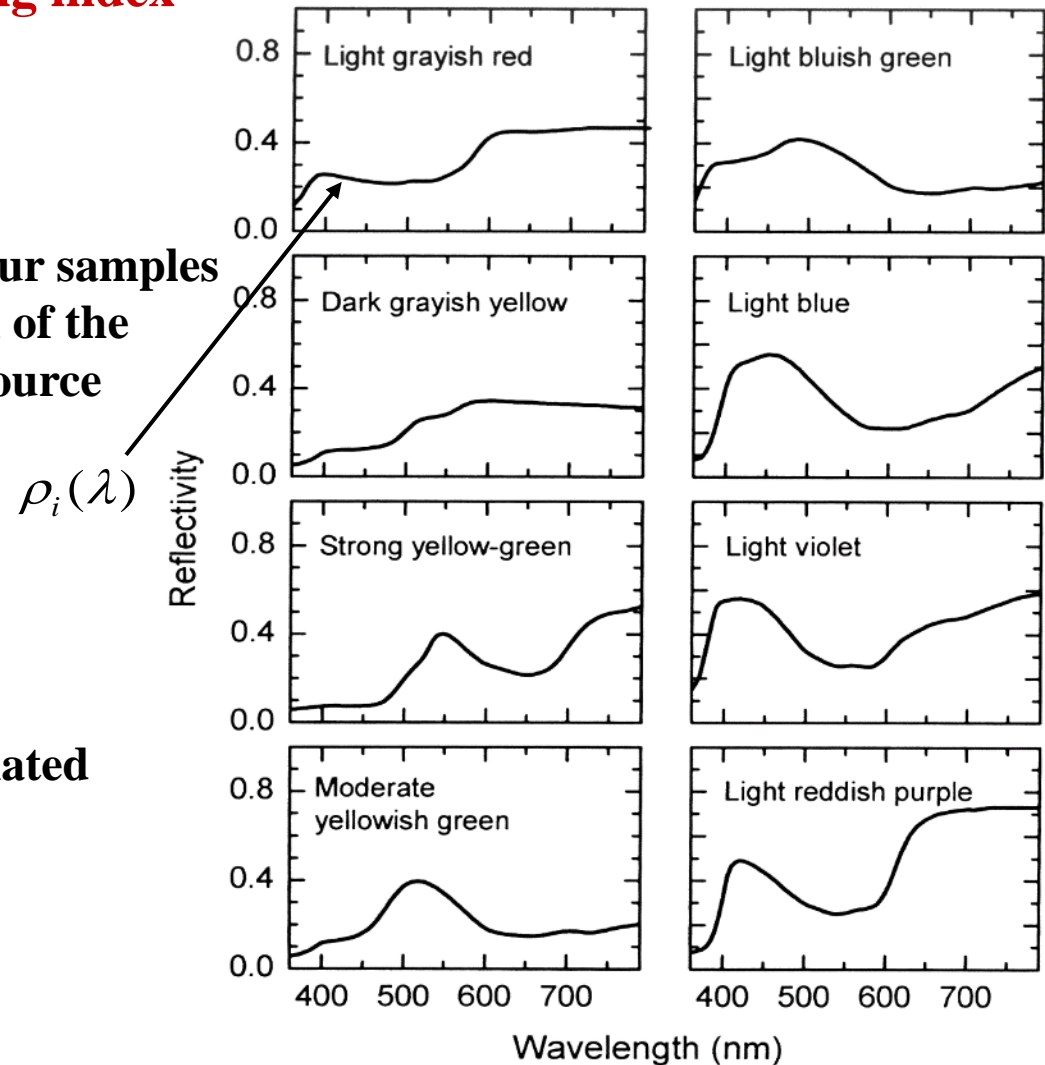 g index
ur samples
of the
ource
ρᵢ(λ)
ated
Reflectivity
0.8
0.4
0.0
Light grayish red
Light bluish green
0.8
0.4
0.0
Dark grayish yellow
Light blue
0.8
0.4
0.0
Strong yellow-green
Light violet
0.8
0.4
0.0
Moderate
yellowish green
Light reddish purple
400 500 600 700
400 500 600 700
Wavelength (nm)